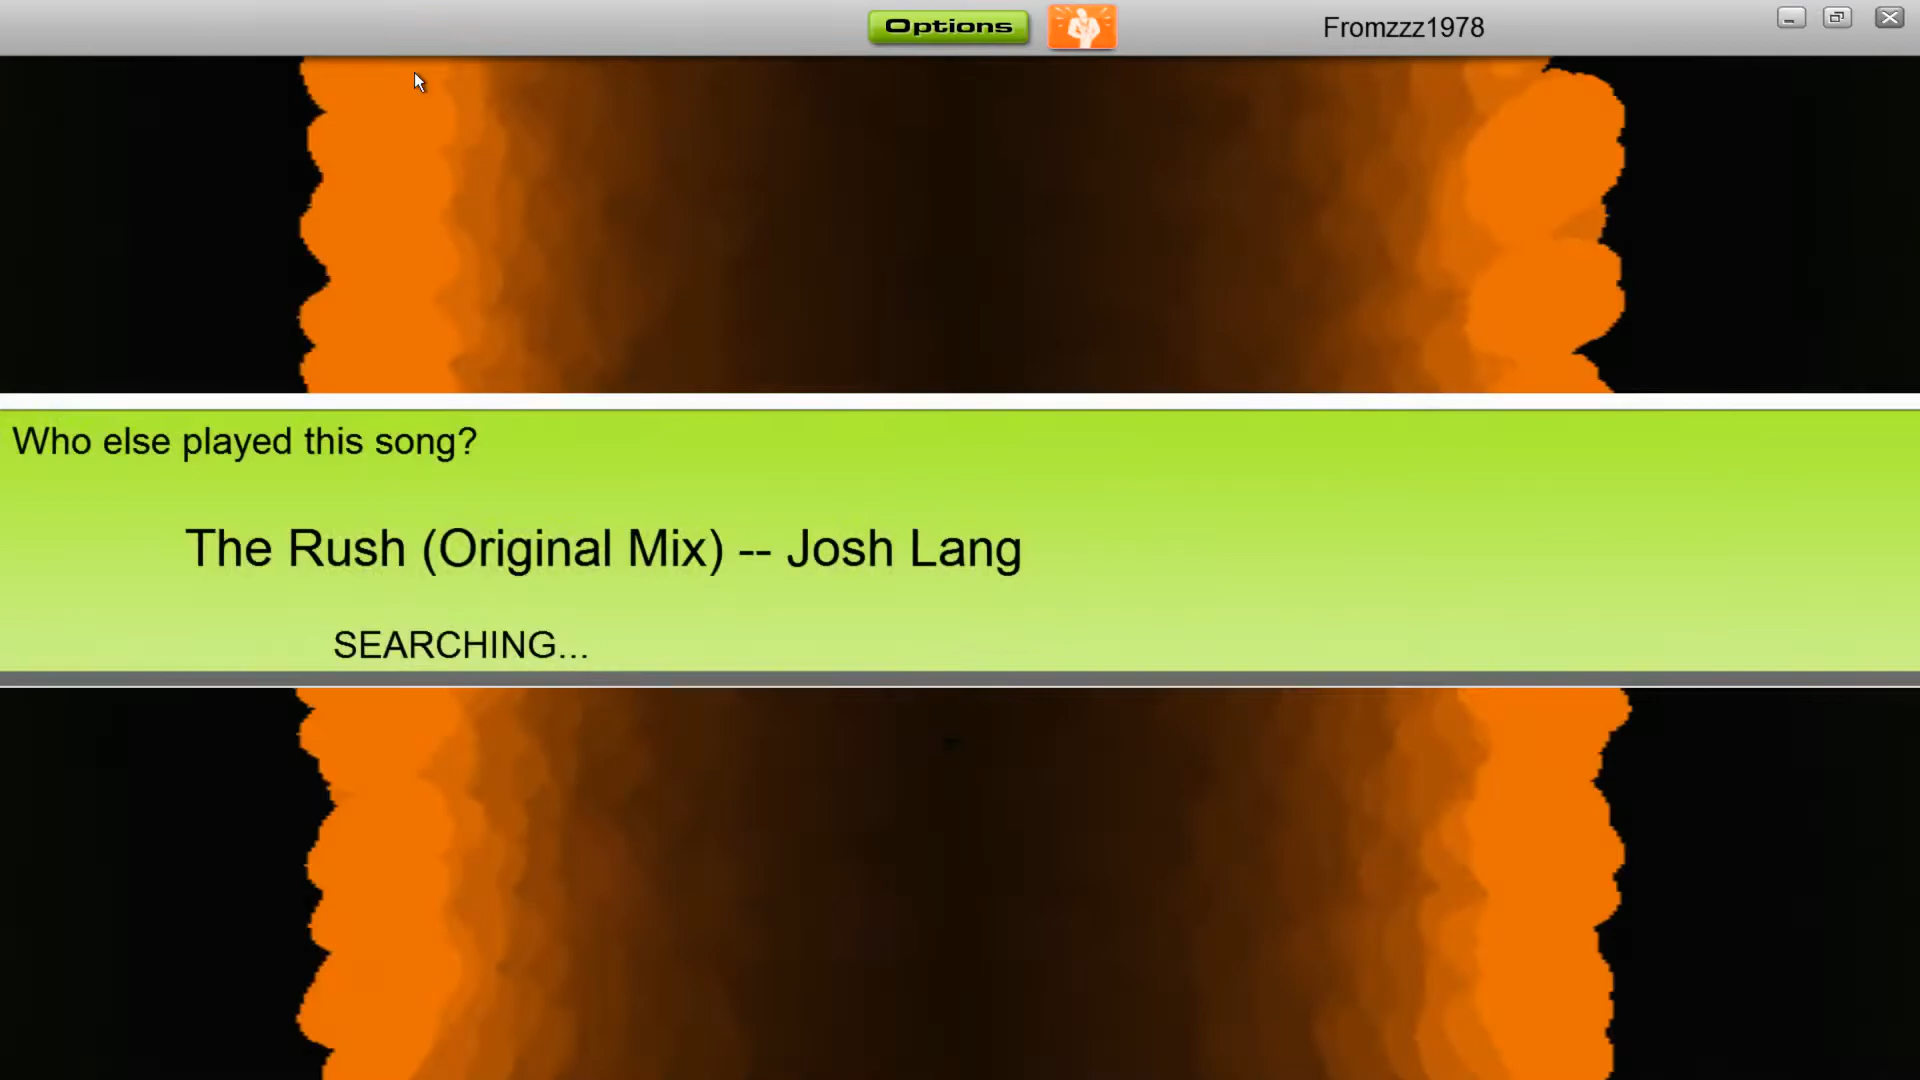 Options
Fromzzz1978
Who else played this song?
The Rush (Original Mix) -- Josh Lang
SEARCHING...